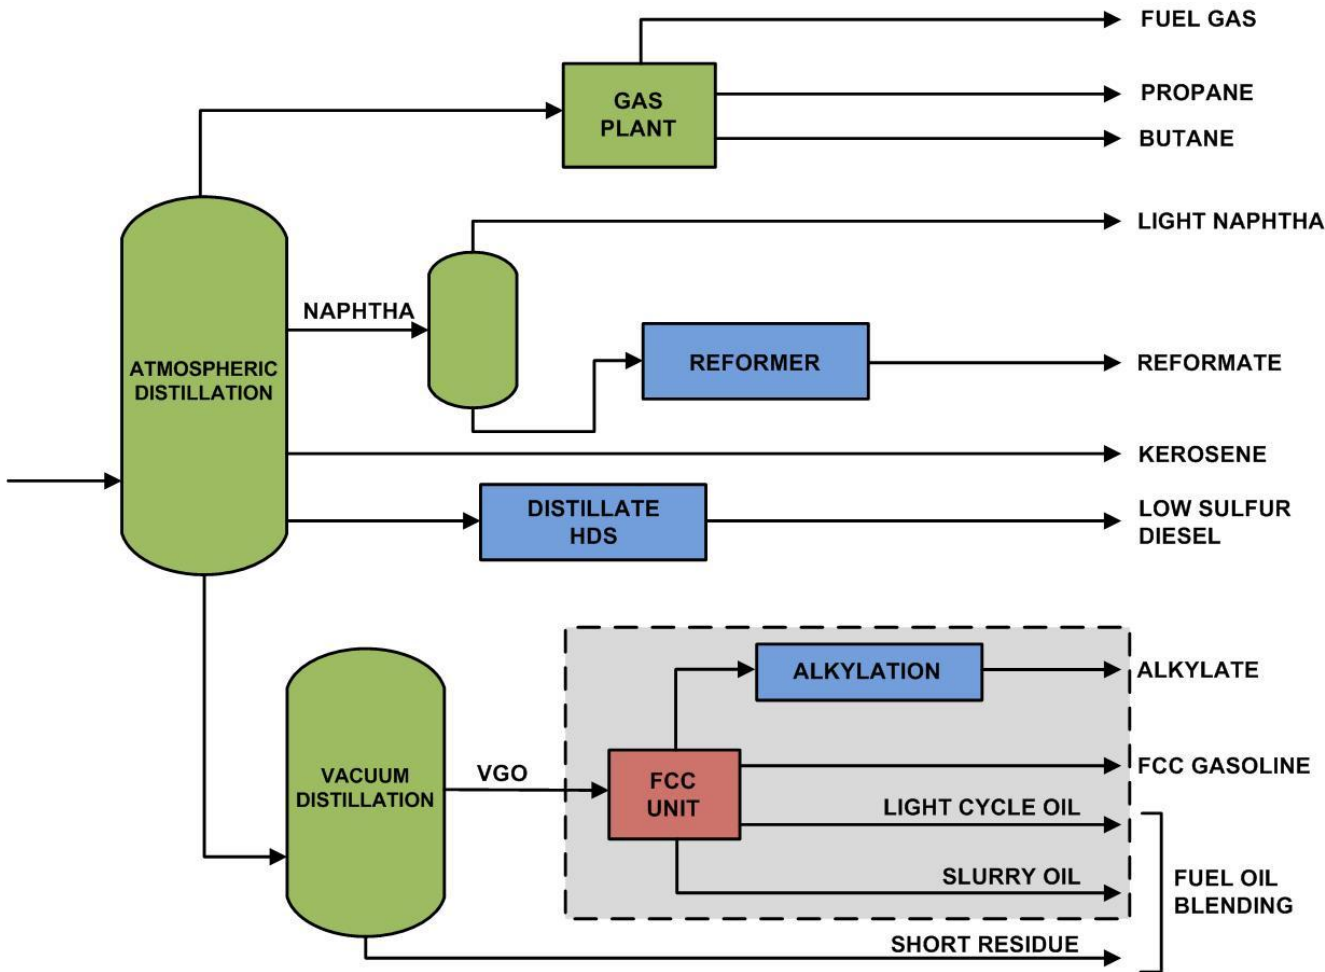 FUEL GAS
GAS
PLANT
PROPANE
BUTANE
LIGHT NAPHTHA
NAPHTHA
ATMOSPHERIC
DISTILLATION
REFORMER
REFORMATE
KEROSENE
DISTILLATE
HDS
LOW SULFUR
DIESEL
ALKYLATION
ALKYLATE
VACUUM
DISTILLATION
VGO
FCC
UNIT
FCC GASOLINE
LIGHT CYCLE OIL
SLURRY OIL
FUEL OIL
BLENDING
SHORT RESIDUE